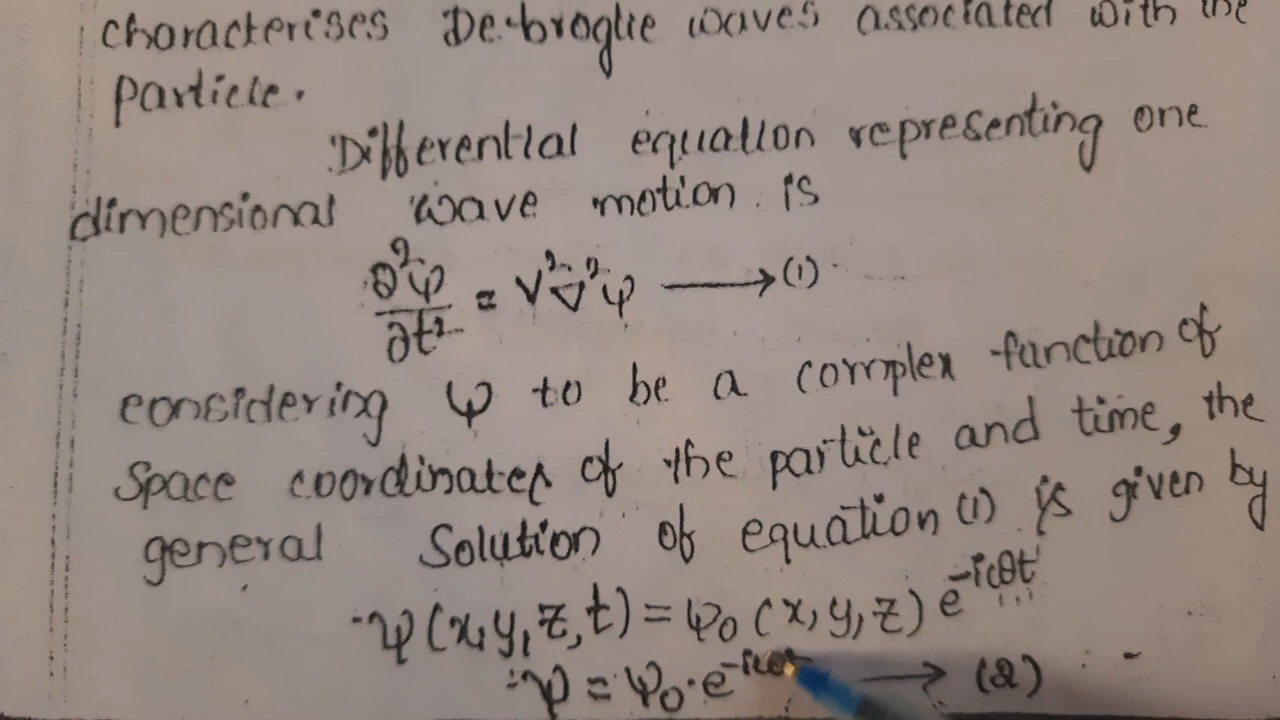 characterises De-broglie waves associated with the
particle.
Differential equation representing one
dimensional wave motion is
∂²ψ/∂t² = V²∇²ψ ⟶ (1)
considering ψ to be a complex function of
Space coordinates of the particle and time, the
general Solution of equation (1) is given by
ψ(x,y,z,t) = ψ₀(x,y,z) e^-iωt
ψ = ψ₀·e^-iωt ⟶ (2)